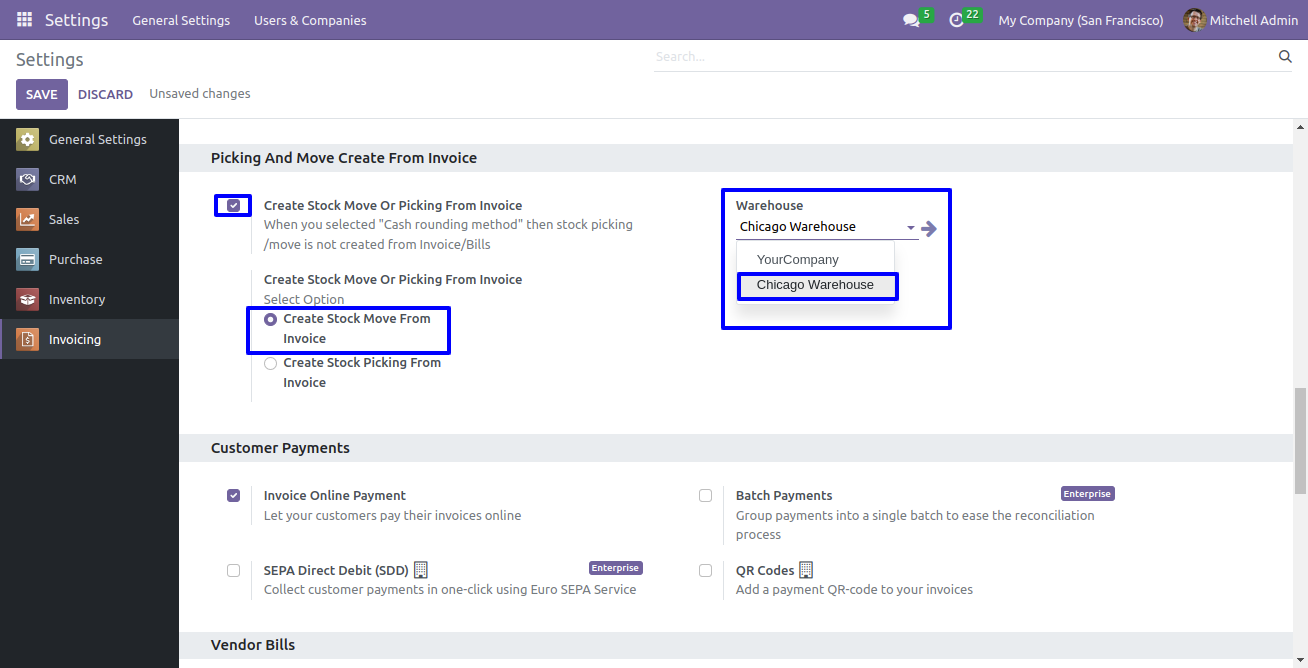 Settings General Settings Users & Companies 5 22 My Company (San Francisco) Mitchell Admin
Settings
Search...
SAVE DISCARD Unsaved changes
General Settings
CRM
Sales
Purchase
Inventory
Invoicing
Picking And Move Create From Invoice
Create Stock Move Or Picking From Invoice
When you selected "Cash rounding method" then stock picking
/move is not created from Invoice/Bills
Create Stock Move Or Picking From Invoice
Select Option
Create Stock Move From
Invoice
Create Stock Picking From
Invoice
Warehouse
Chicago Warehouse
YourCompany
Chicago Warehouse
Customer Payments
Invoice Online Payment
Let your customers pay their invoices online
Batch Payments Enterprise
Group payments into a single batch to ease the reconciliation
process
SEPA Direct Debit (SDD) Enterprise
Collect customer payments in one-click using Euro SEPA Service
QR Codes
Add a payment QR-code to your invoices
Vendor Bills